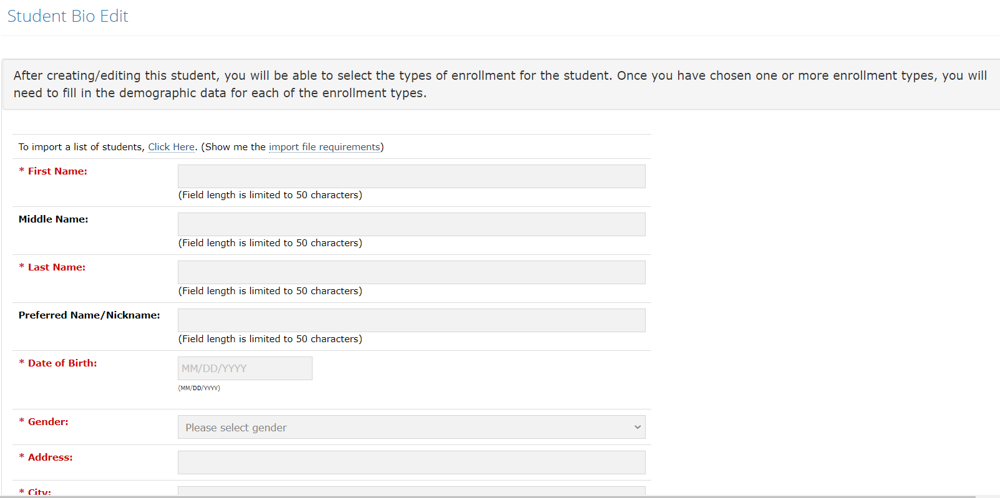 Student Bio Edit
After creating/editing this student, you will be able to select the types of enrollment for the student. Once you have chosen one or more enrollment types, you will
need to fill in the demographic data for each of the enrollment types.
To import a list of students, Click Here. (Show me the import file requirements)
* First Name:
(Field length is limited to 50 characters)
Middle Name:
(Field length is limited to 50 characters)
* Last Name:
(Field length is limited to 50 characters)
Preferred Name/Nickname:
(Field length is limited to 50 characters)
* Date of Birth:
MM/DD/YYYY
(MM/DD/YYYY)
* Gender:
Please select gender
* Address:
* City: